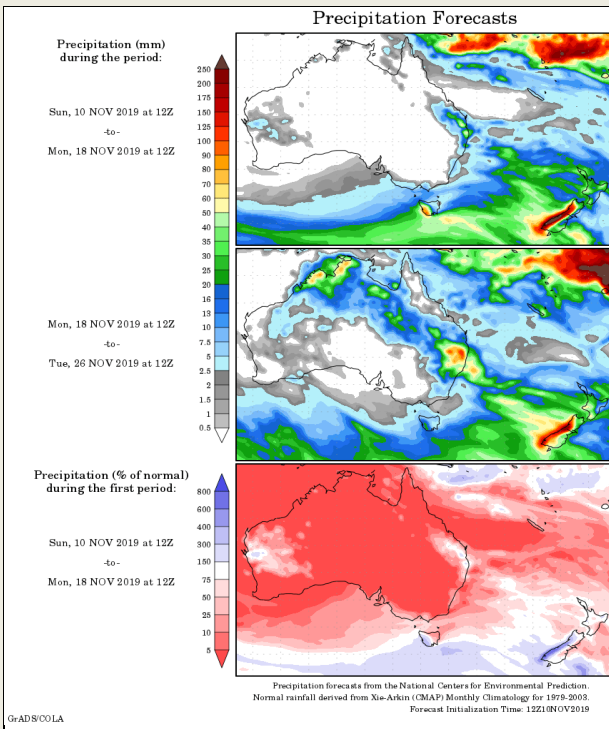 Precipitation Forecasts
Precipitation (mm)
during the period:
Sun, 10 NOV 2019 at 12Z
-to-
Mon, 18 NOV 2019 at 12Z
250
200
175
150
125
100
90
80
70
60
50
40
35
30
25
20
16
13
10
7.5
5
2.5
2
1.5
1
0.5
Mon, 18 NOV 2019 at 12Z
-to-
Tue, 26 NOV 2019 at 12Z
Precipitation (% of normal)
during the first period:
Sun, 10 NOV 2019 at 12Z
-to-
Mon, 18 NOV 2019 at 12Z
800
600
400
300
150
75
50
25
10
5
Precipitation forecasts from the National Centers for Environmental Prediction.
Normal rainfall derived from Xie-Arkin (CMAP) Monthly Climatology for 1979-2003.
Forecast Initialization Time: 12Z10NOV2019
GrADS/COLA